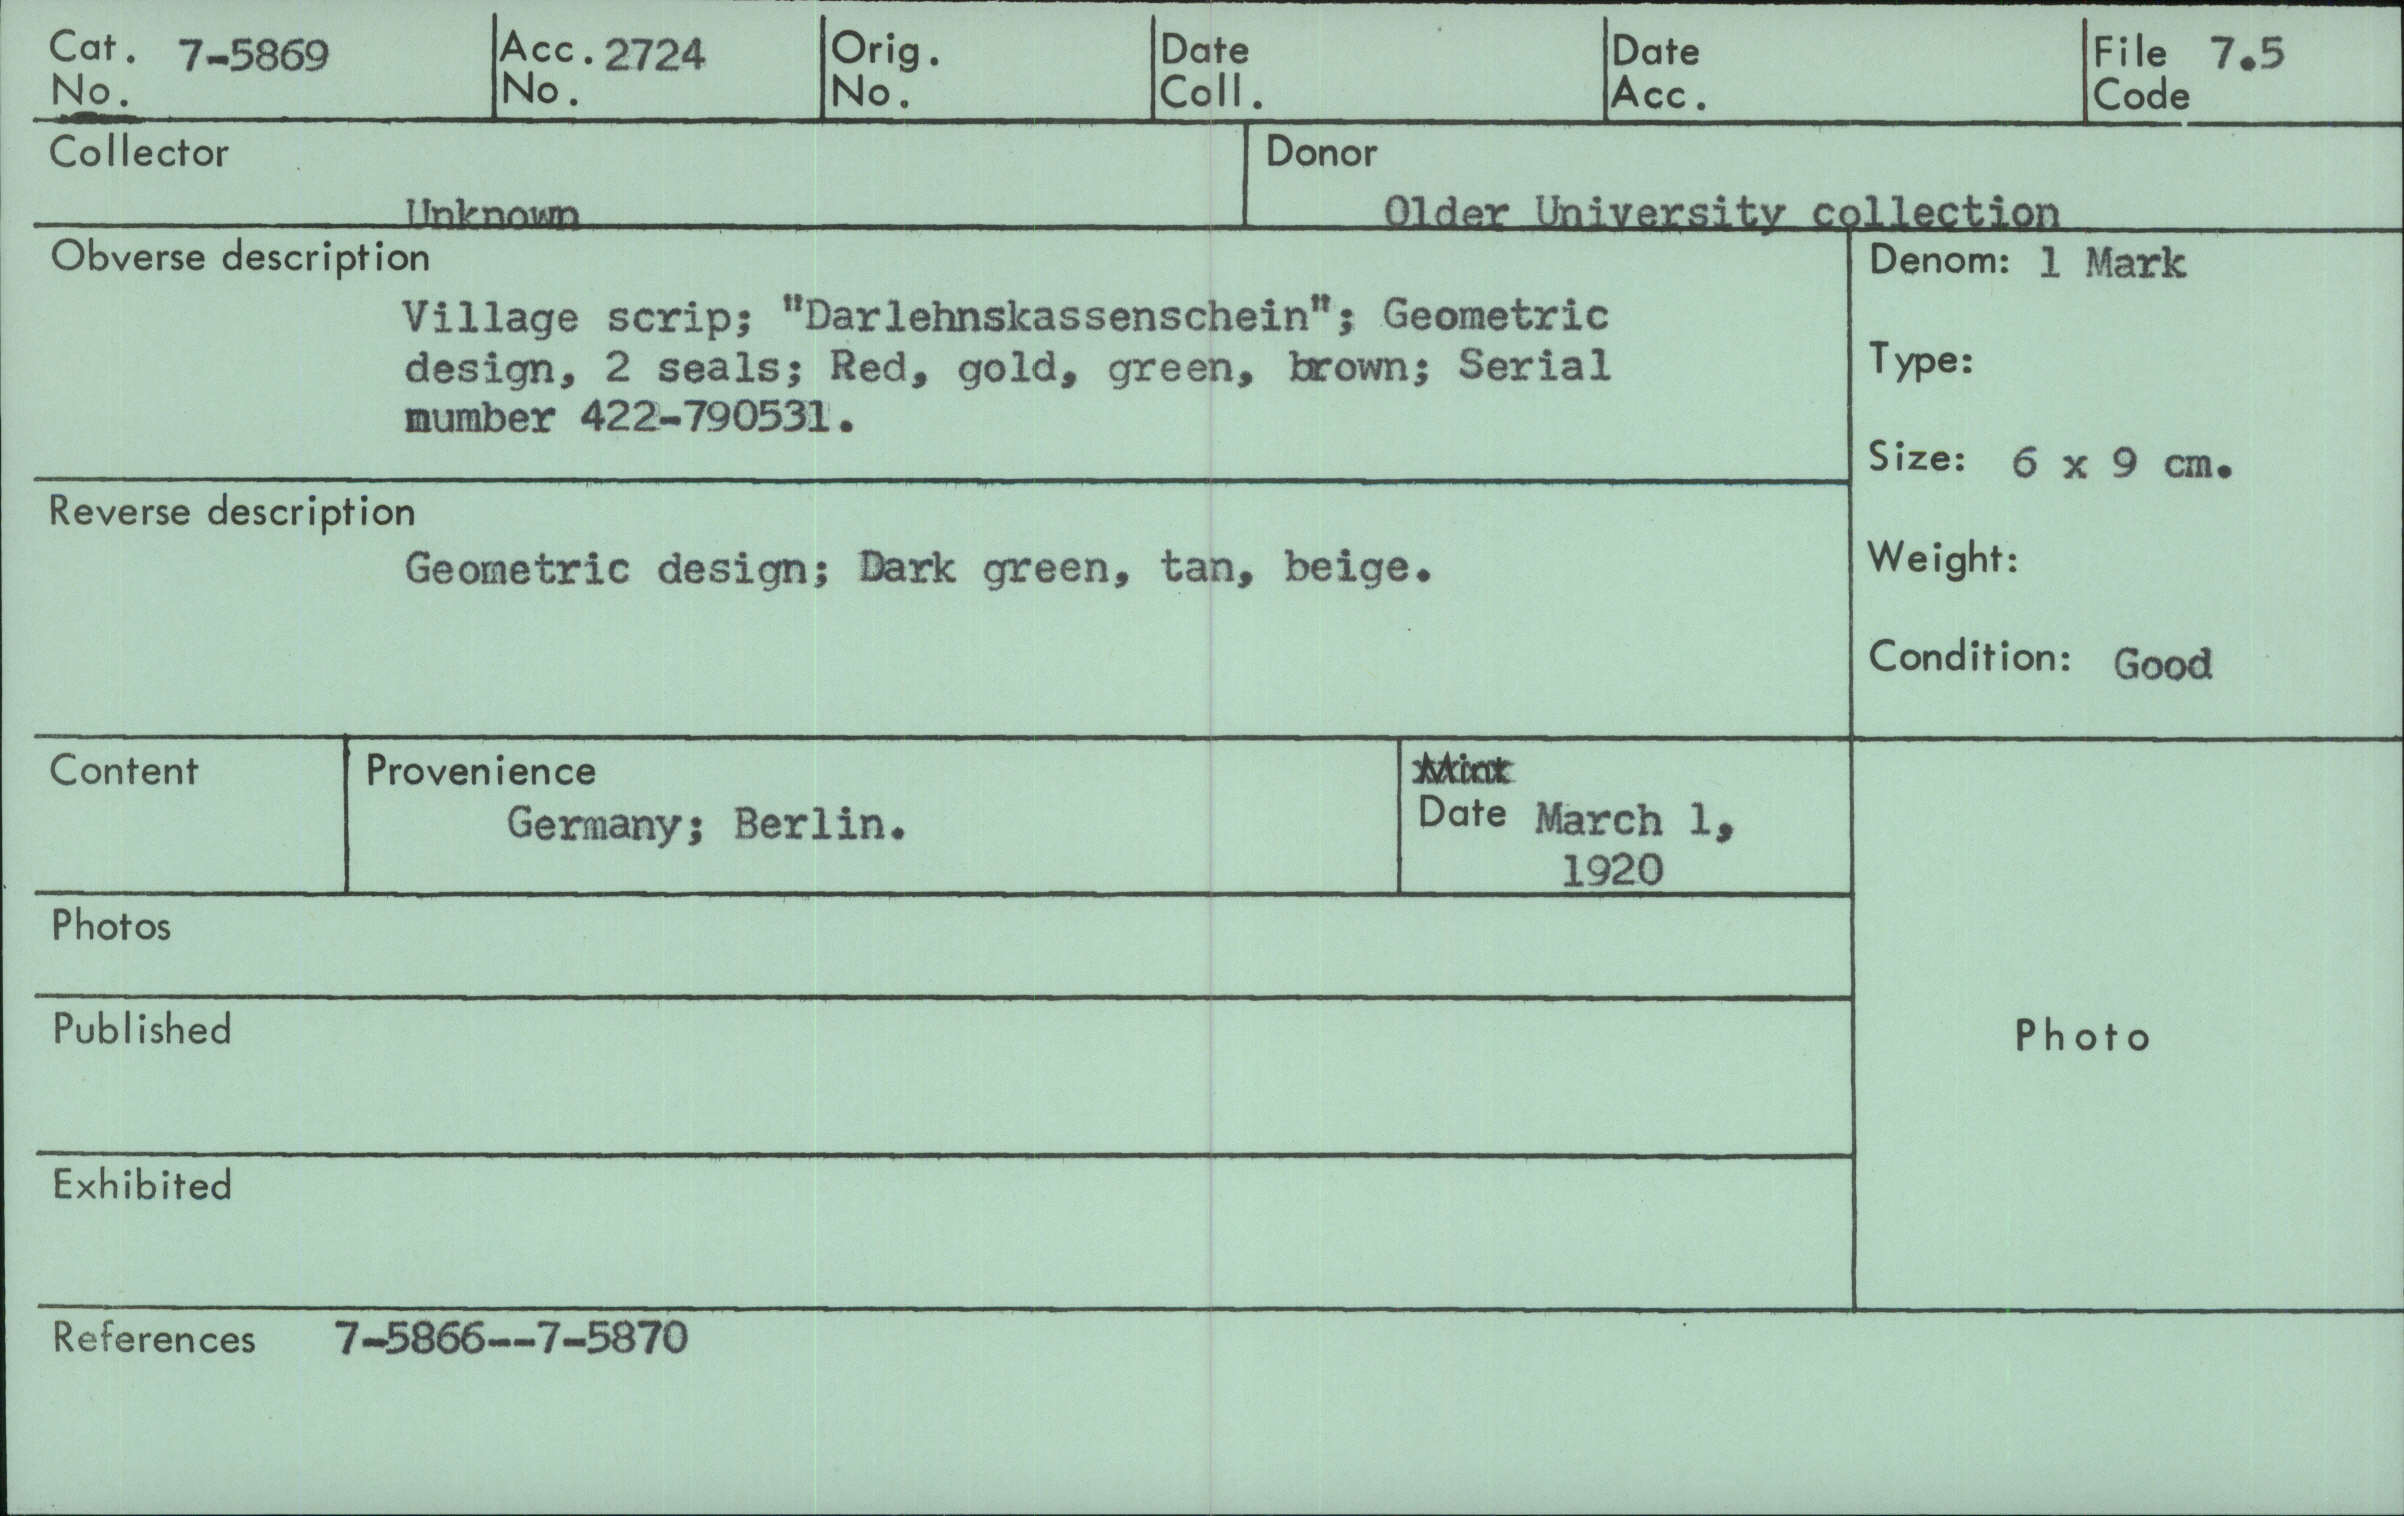 Cat. No. 7-5869
Acc. No. 2724
Orig. No.
Date Coll.
Date Acc.
File Code 7.5
Collector
Unknown
Donor
Older University collection
Obverse description
Village scrip; "Darlehnskassenschein"; Geometric
design, 2 seals; Red, gold, green, brown; Serial
number 422-790531.
Denom: 1 Mark
Type:
Size: 6 x 9 cm.
Weight:
Condition: Good
Reverse description
Geometric design; Dark green, tan, beige.
Content
Provenience
Germany; Berlin.
Mint
Date March 1,
1920
Photos
Published
Photo
Exhibited
References 7-5866--7-5870